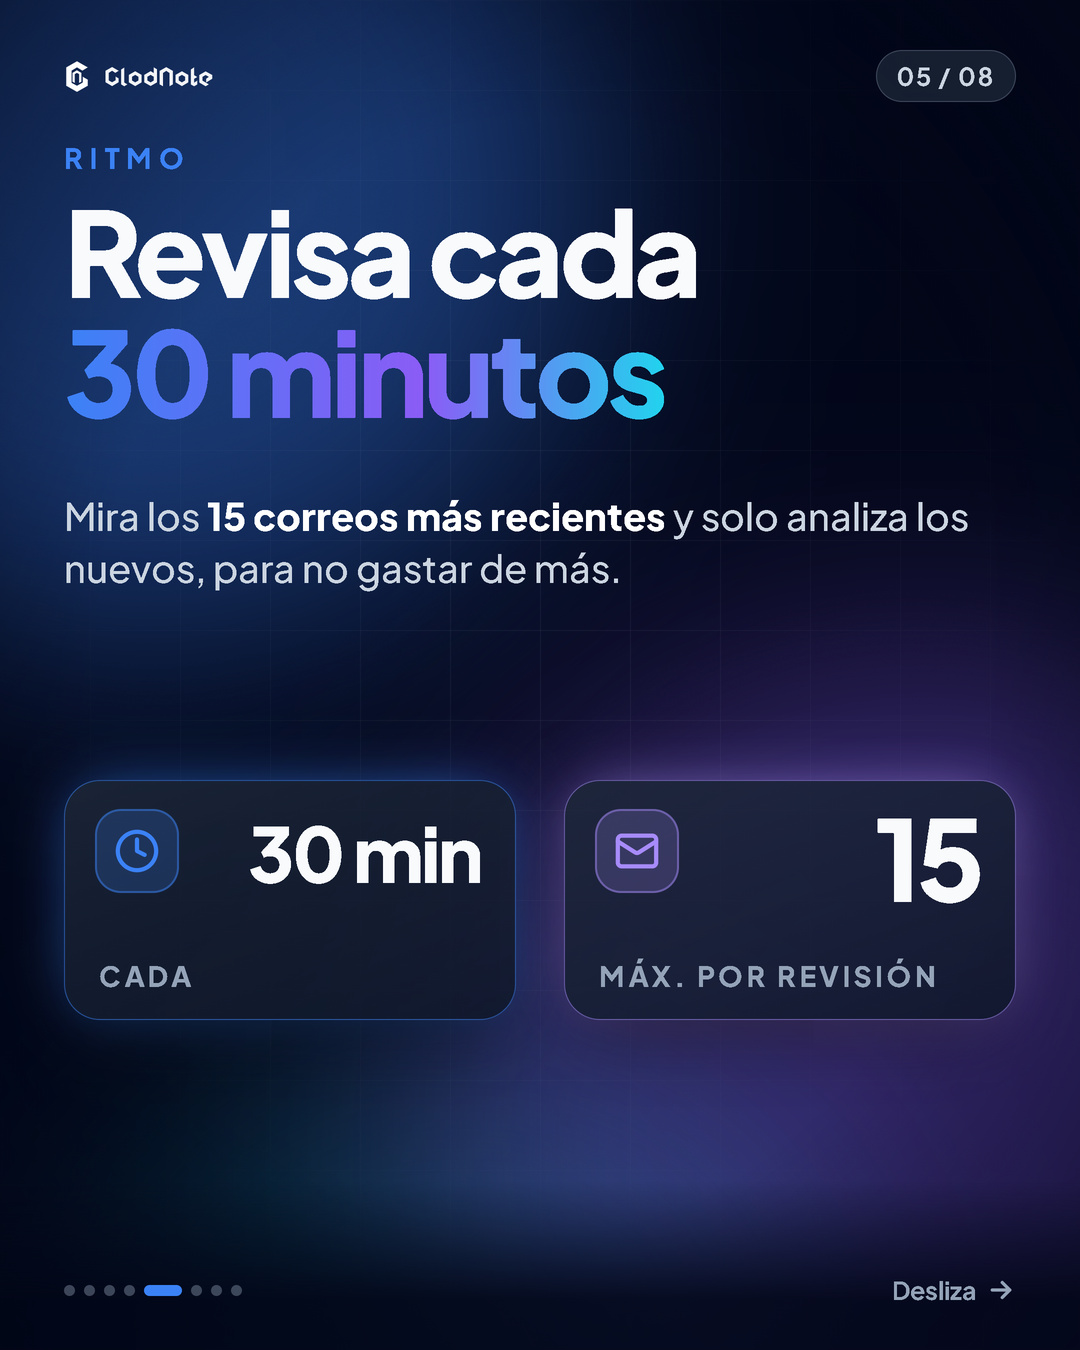 ClodNote
05 / 08
RITMO
Revisa cada
30 minutos
Mira los 15 correos más recientes y solo analiza los
nuevos, para no gastar de más.
30 min
CADA
15
MÁX. POR REVISIÓN
Desliza →